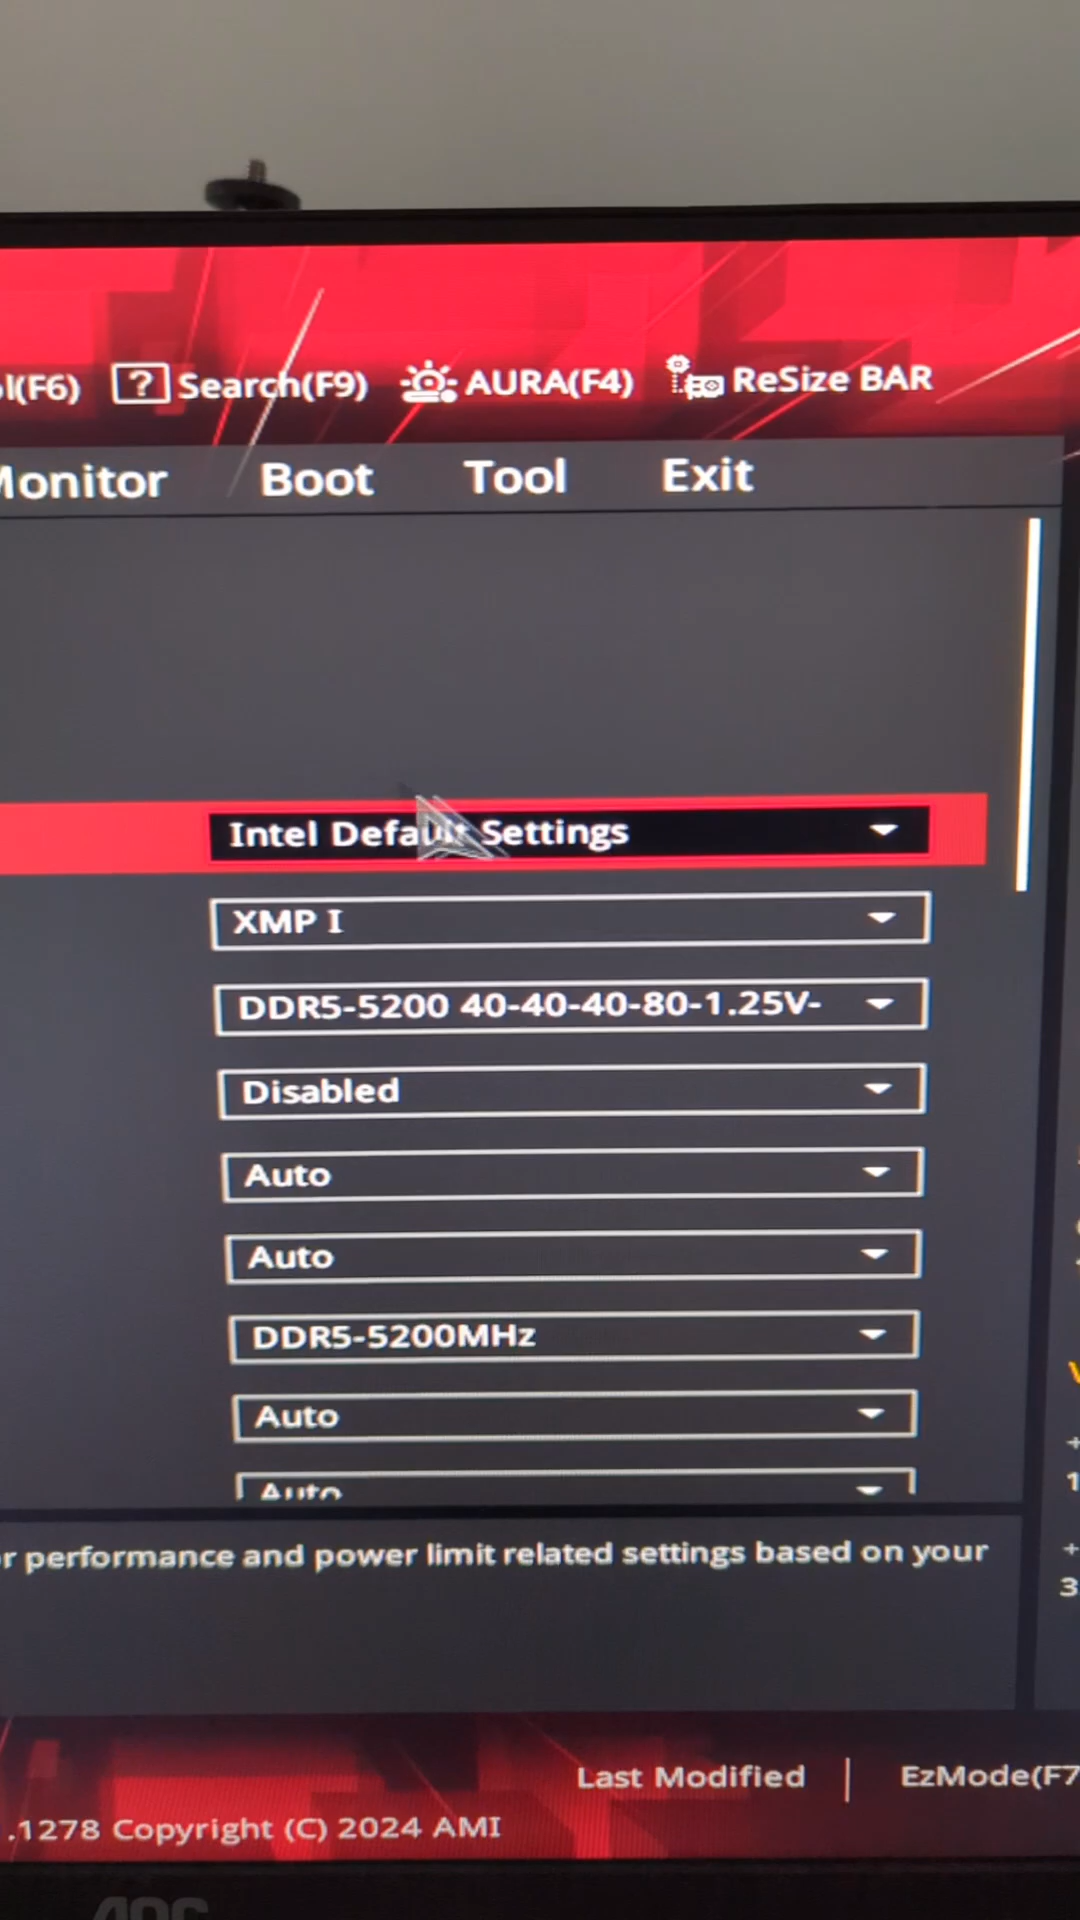 (F6)
? Search(F9)
AURA(F4)
ReSize BAR
Monitor Boot Tool Exit
Intel Default Settings
XMP I
DDR5-5200 40-40-40-80-1.25V-
Disabled
Auto
Auto
DDR5-5200MHz
Auto
Auto
performance and power limit related settings based on your
Last Modified | EzMode(F7
.1278 Copyright (C) 2024 AMI
AOC